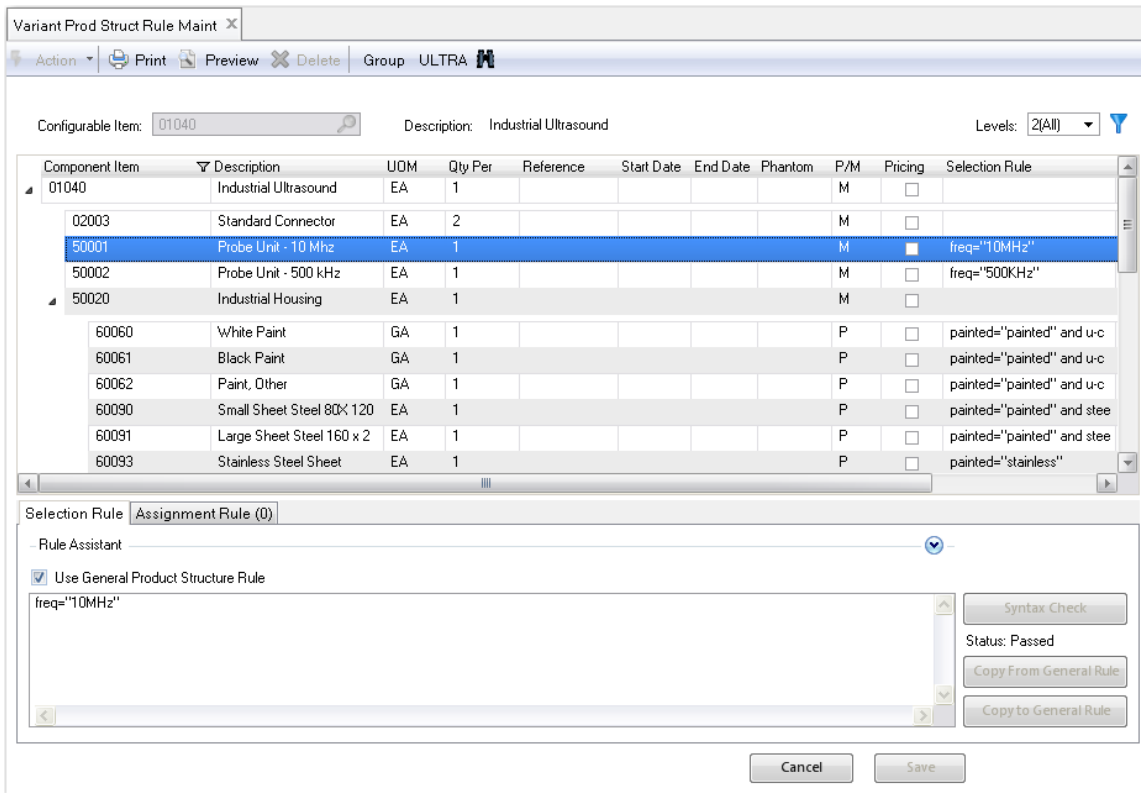 Variant Prod Struct Rule Maint
Action Print Preview Delete Group ULTRA
Configurable Item: 01040 Description: Industrial Ultrasound Levels: 2(All)
Component Item Description UOM Qty Per Reference Start Date End Date Phantom P/M Pricing Selection Rule
01040 Industrial Ultrasound EA 1 M
02003 Standard Connector EA 2 M
50001 Probe Unit - 10 Mhz EA 1 M freq="10MHz"
50002 Probe Unit - 500 kHz EA 1 M freq="500KHz"
50020 Industrial Housing EA 1 M
60060 White Paint GA 1 P painted="painted" and u-c
60061 Black Paint GA 1 P painted="painted" and u-c
60062 Paint, Other GA 1 P painted="painted" and u-c
60090 Small Sheet Steel 80X 120 EA 1 P painted="painted" and stee
60091 Large Sheet Steel 160 x 2 EA 1 P painted="painted" and stee
60093 Stainless Steel Sheet EA 1 P painted="stainless"
Selection Rule Assignment Rule (0)
Rule Assistant
Use General Product Structure Rule
freq="10MHz"
Syntax Check
Status: Passed
Copy From General Rule
Copy to General Rule
Cancel Save